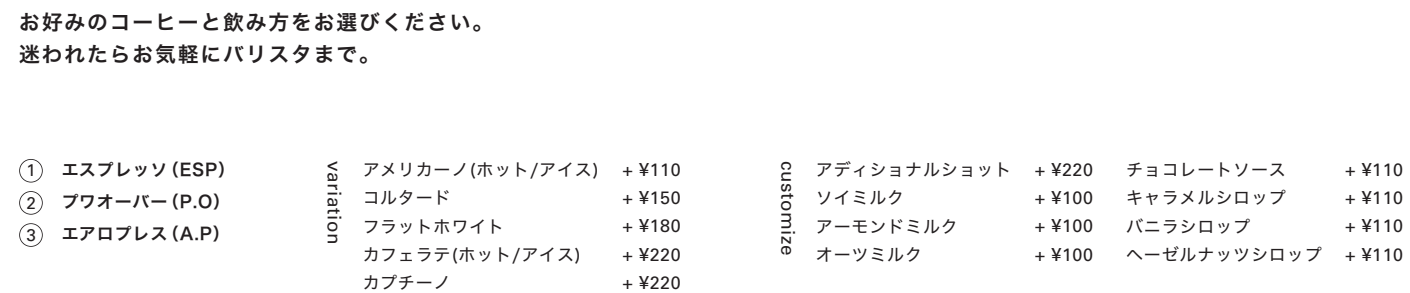 お好みのコーヒーと飲み方をお選びください。
迷われたらお気軽にバリスタまで。
① エスプレッソ（ESP）
② プワオーバー（P.O）
③ エアロプレス（A.P）
variation
アメリカーノ(ホット/アイス) + ¥110
コルタード + ¥150
フラットホワイト + ¥180
カフェラテ(ホット/アイス) + ¥220
カプチーノ + ¥220
customize
アディショナルショット + ¥220
ソイミルク + ¥100
アーモンドミルク + ¥100
オーツミルク + ¥100
チョコレートソース + ¥110
キャラメルシロップ + ¥110
バニラシロップ + ¥110
ヘーゼルナッツシロップ + ¥110